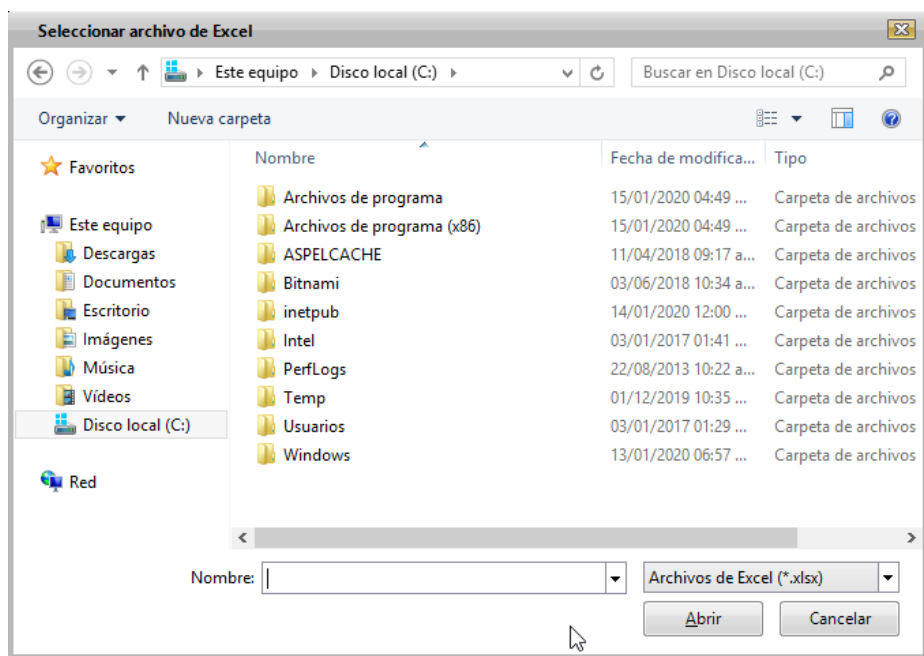 Seleccionar archivo de Excel
Este equipo Disco local (C:)
Buscar en Disco local (C:)
Organizar Nueva carpeta
Nombre Fecha de modifica... Tipo
Favoritos
Este equipo
Descargas
Documentos
Escritorio
Imágenes
Música
Vídeos
Disco local (C:)
Red
Archivos de programa 15/01/2020 04:49 ... Carpeta de archivos
Archivos de programa (x86) 15/01/2020 04:49 ... Carpeta de archivos
ASPELCACHE 11/04/2018 09:17 a... Carpeta de archivos
Bitnami 03/06/2018 10:34 a... Carpeta de archivos
inetpub 14/01/2020 12:00 ... Carpeta de archivos
Intel 03/01/2017 01:41 ... Carpeta de archivos
PerfLogs 22/08/2013 10:22 a... Carpeta de archivos
Temp 01/12/2019 10:35 ... Carpeta de archivos
Usuarios 03/01/2017 01:29 ... Carpeta de archivos
Windows 13/01/2020 06:57 ... Carpeta de archivos
Nombre: Archivos de Excel (*.xlsx)
Abrir Cancelar